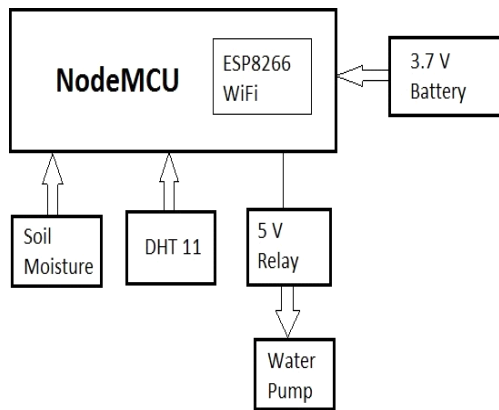 NodeMCU
ESP8266
WiFi
3.7 V
Battery
Soil
Moisture
DHT 11
5 V
Relay
Water
Pump